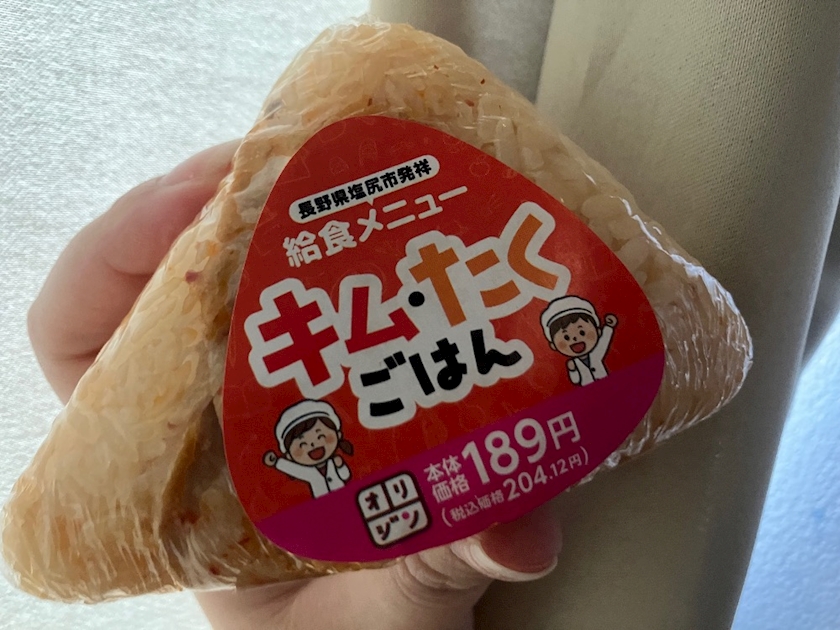 長野県塩尻市発祥
給食メニュー
キム・たく
ごはん
オリジン
本体価格189円
(税込価格204.12円)